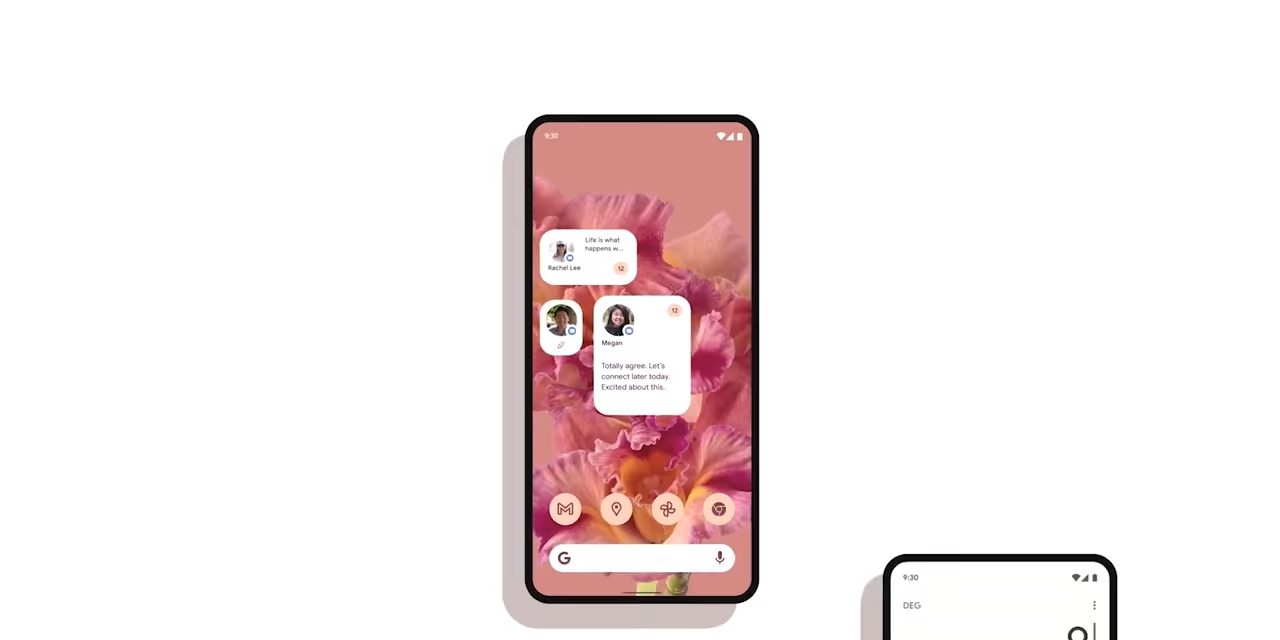 9:30
Life is what
happens w...
Rachel Lee
12
12
Megan
Totally agree. Let's
connect later today.
Excited about this.
9:30
DEG